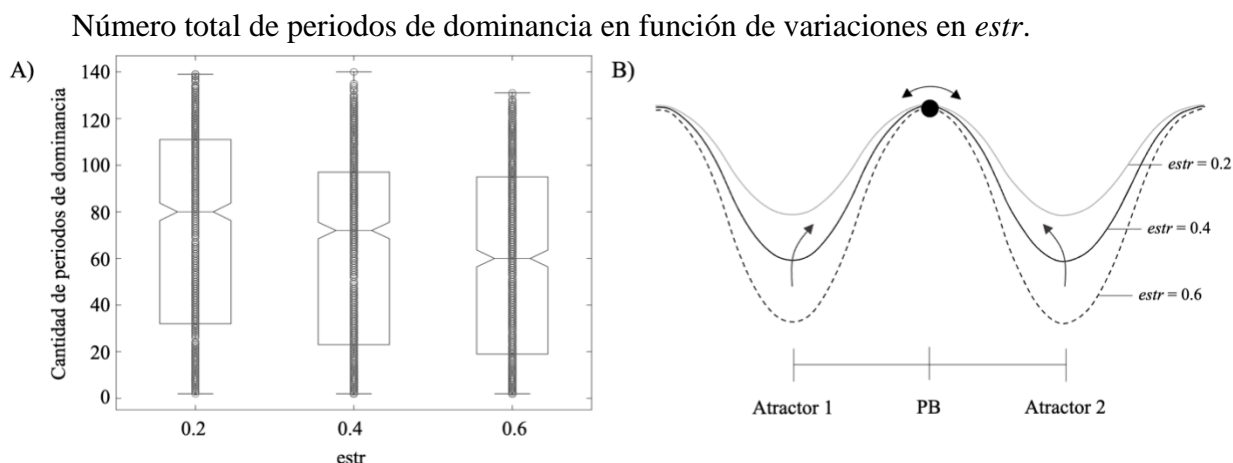 Número total de periodos de dominancia en función de variaciones en estr.
A)
Cantidad de periodos de dominancia
140
120
100
80
60
40
20
0
0.2
0.4
0.6
estr
B)
estr = 0.2
estr = 0.4
estr = 0.6
Atractor 1
PB
Atractor 2